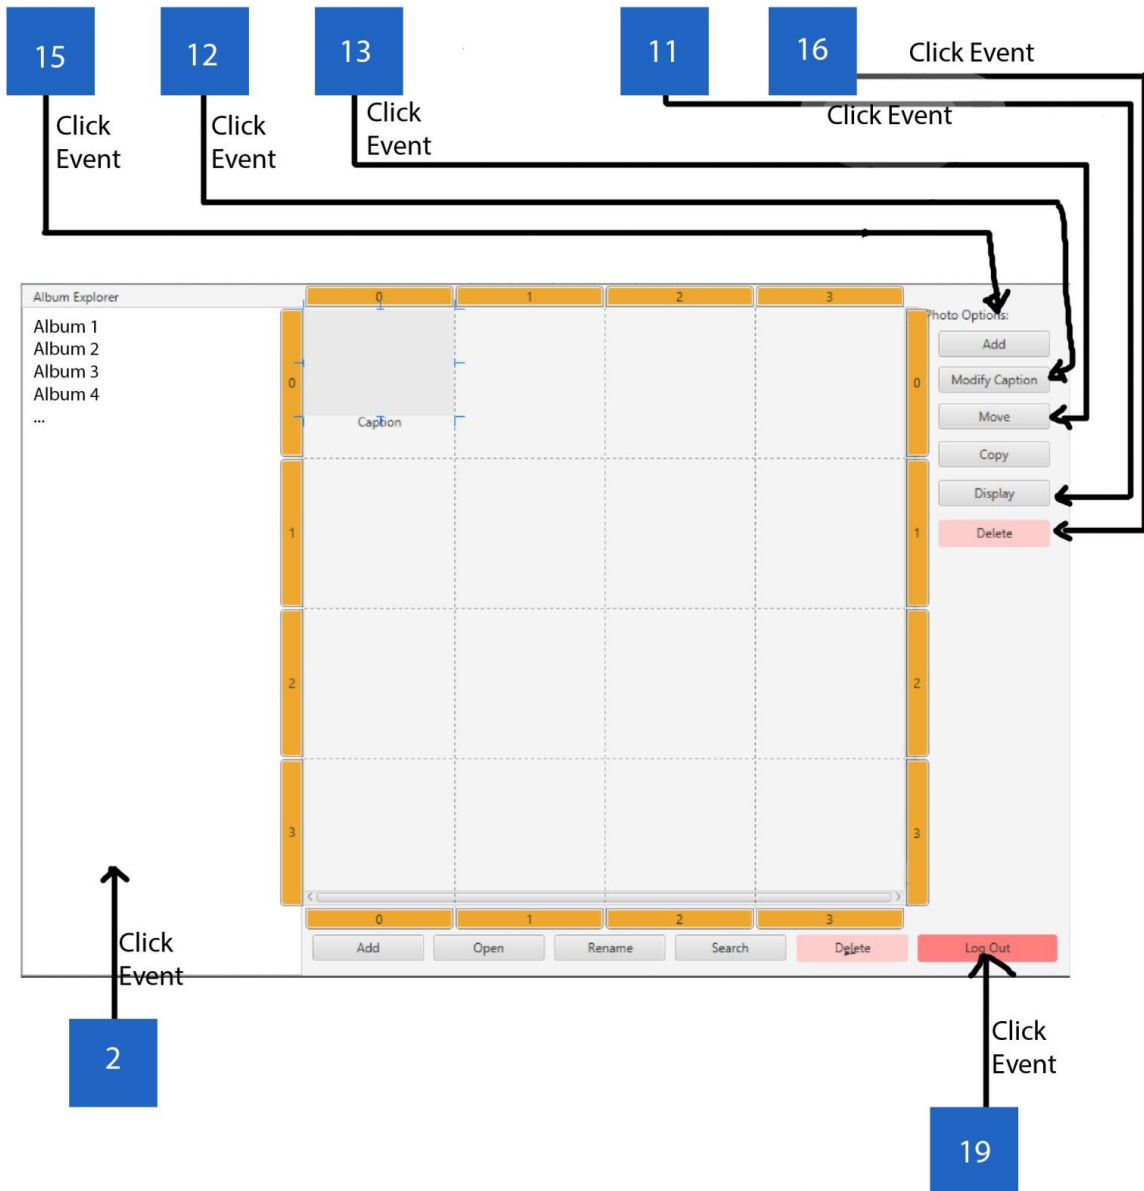 15
12
13
11
16
Click Event
Click Event
Click
Event
Click
Event
Click
Event
Album Explorer
0
1
2
3
Photo Options:
Album 1
Album 2
Album 3
Album 4
...
0
Caption
0
Add
Modify Caption
Move
Copy
Display
Delete
1
1
2
2
3
3
0
1
2
3
Add
Open
Rename
Search
Delete
Log Out
Click
Event
2
Click
Event
19